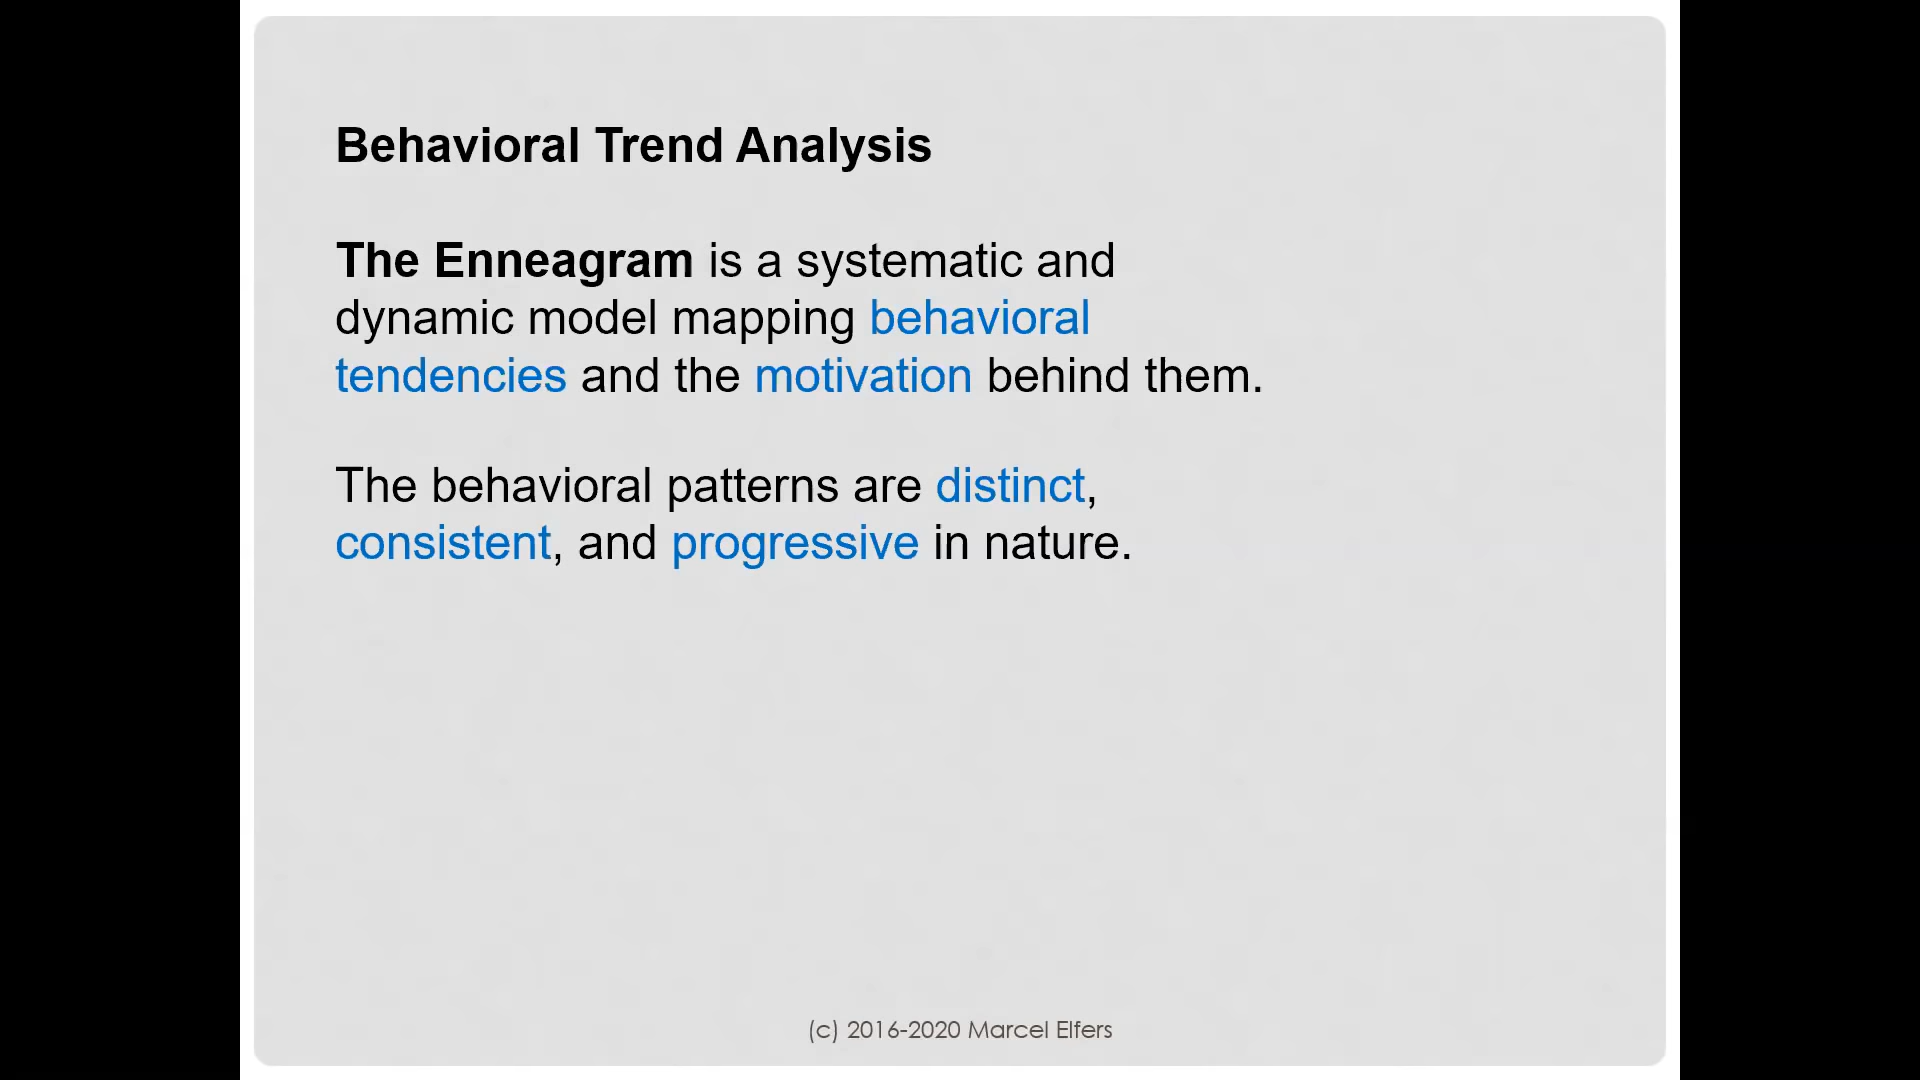 Behavioral Trend Analysis
The Enneagram is a systematic and
dynamic model mapping behavioral
tendencies and the motivation behind them.
The behavioral patterns are distinct,
consistent, and progressive in nature.
(c) 2016-2020 Marcel Elfers